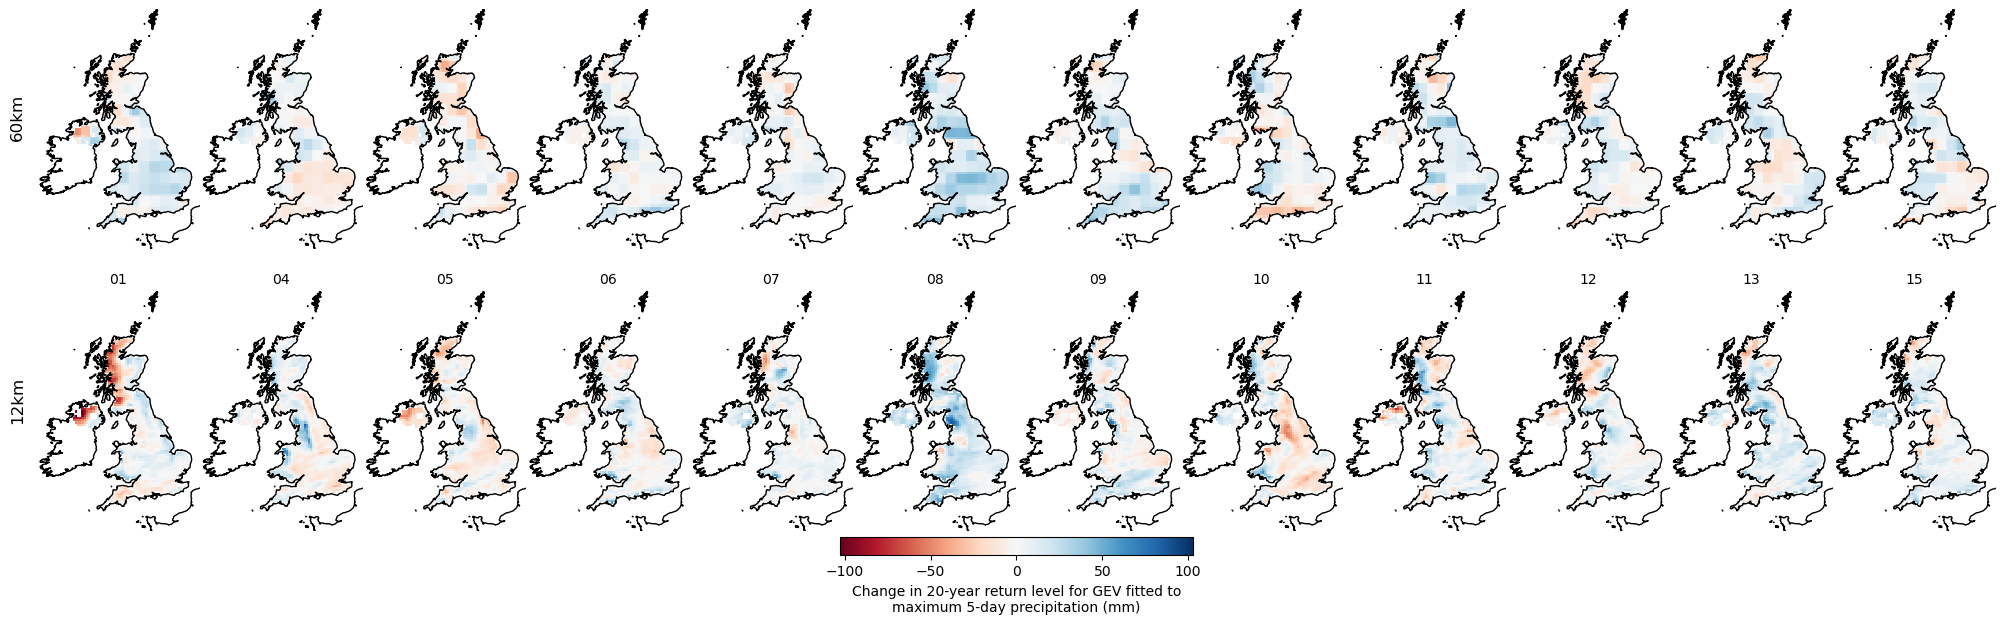 60km
01 04 05 06 07 08 09 10 11 12 13 15
12km
−100 −50 0 50 100
Change in 20-year return level for GEV fitted to
maximum 5-day precipitation (mm)